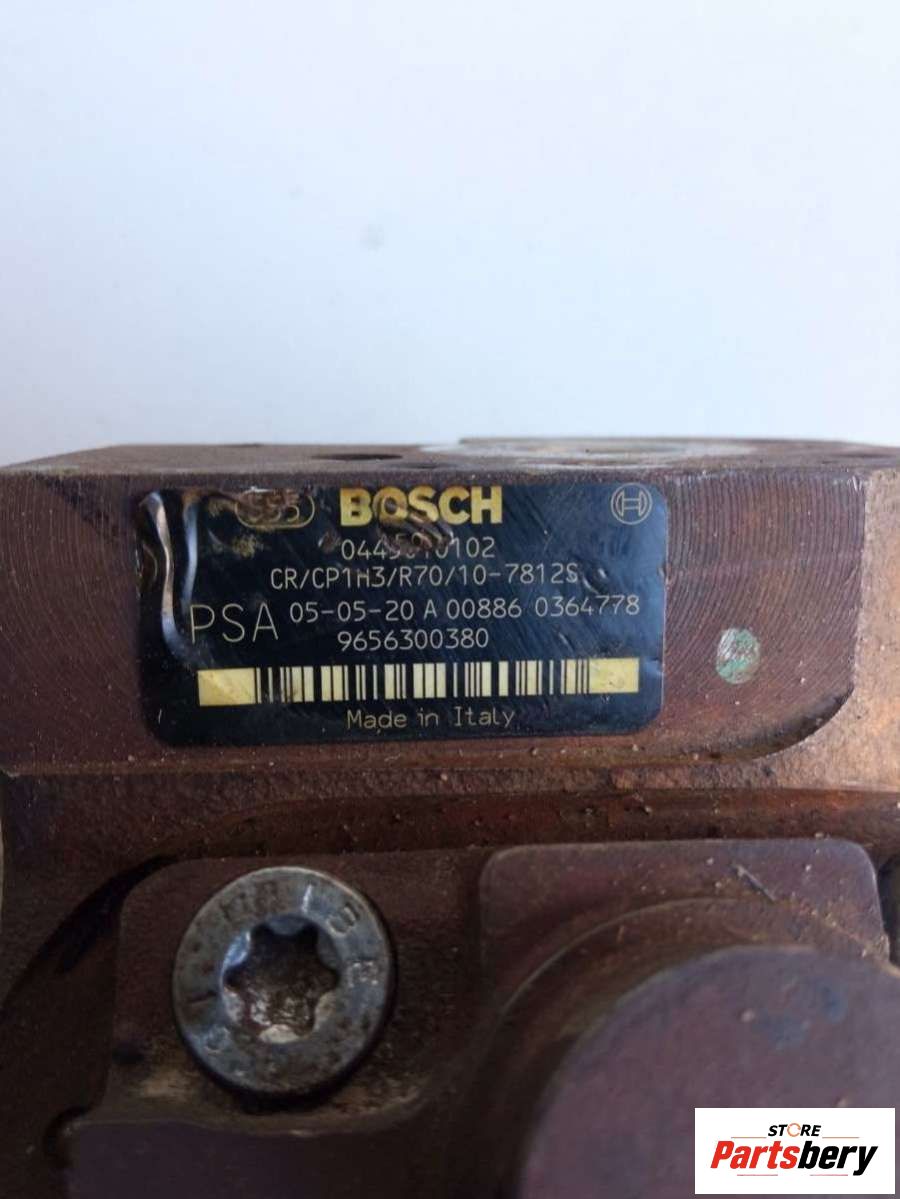 555 BOSCH
0445010102
CR/CP1H3/R70/10-7812S
PSA 05-05-20 A 00886 0364778
9656300380
Made in Italy
STORE
Partsbery